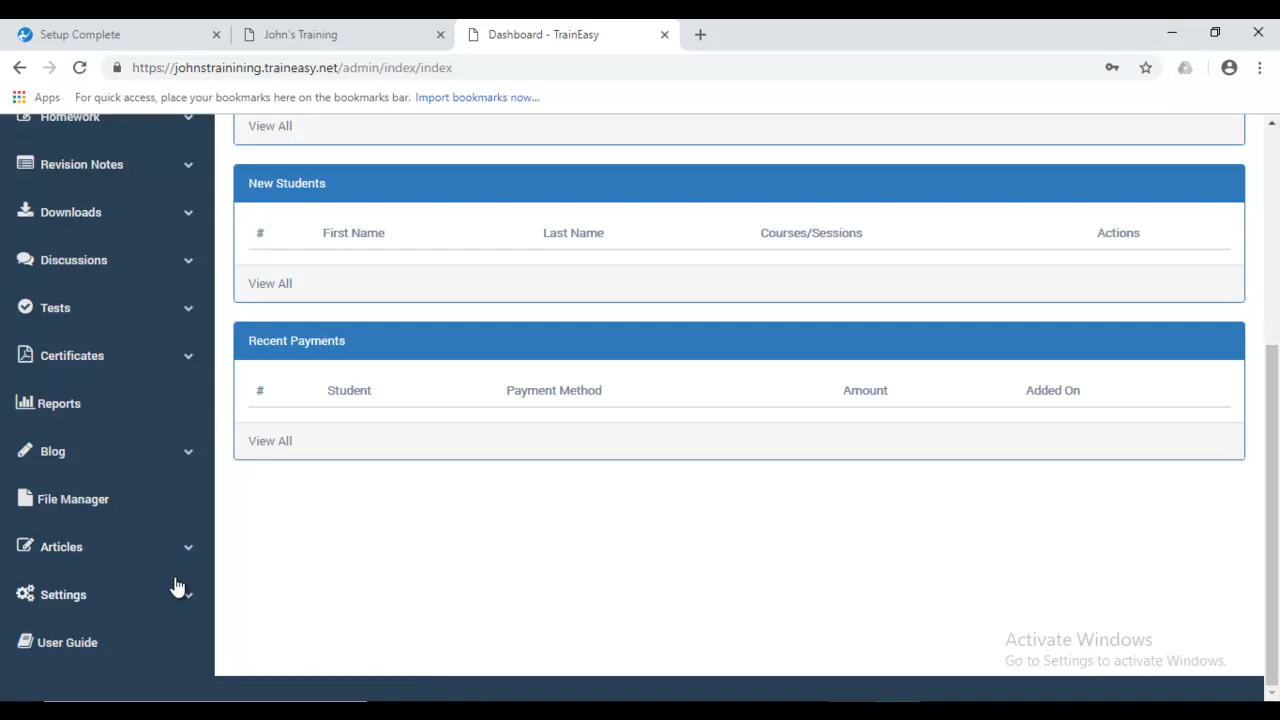 Setup Complete
John's Training
Dashboard - TrainEasy
https://johnstrainining.traineasy.net/admin/index/index
Apps For quick access, place your bookmarks here on the bookmarks bar. Import bookmarks now...
Homework
Revision Notes
Downloads
Discussions
Tests
Certificates
Reports
Blog
File Manager
Articles
Settings
User Guide
View All
New Students
# First Name Last Name Courses/Sessions Actions
View All
Recent Payments
# Student Payment Method Amount Added On
View All
Activate Windows
Go to Settings to activate Windows.